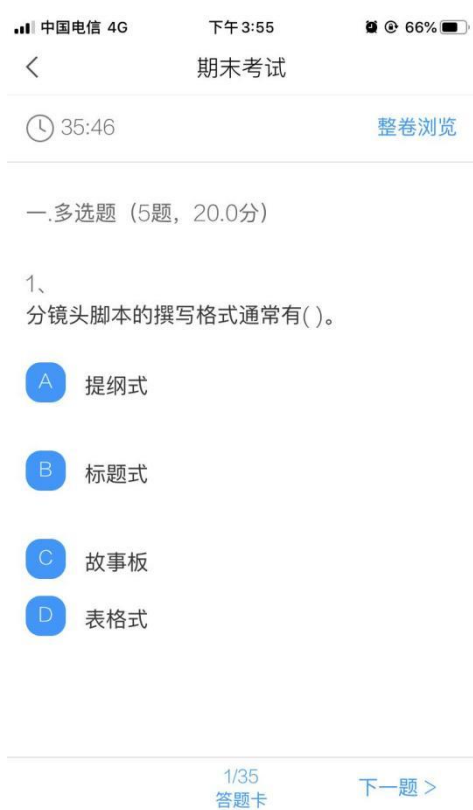 中国电信 4G 下午3:55 66%
期末考试
35:46 整卷浏览
一.多选题（5题，20.0分）
1、
分镜头脚本的撰写格式通常有( )。
A 提纲式
B 标题式
C 故事板
D 表格式
1/35
答题卡
下一题 >